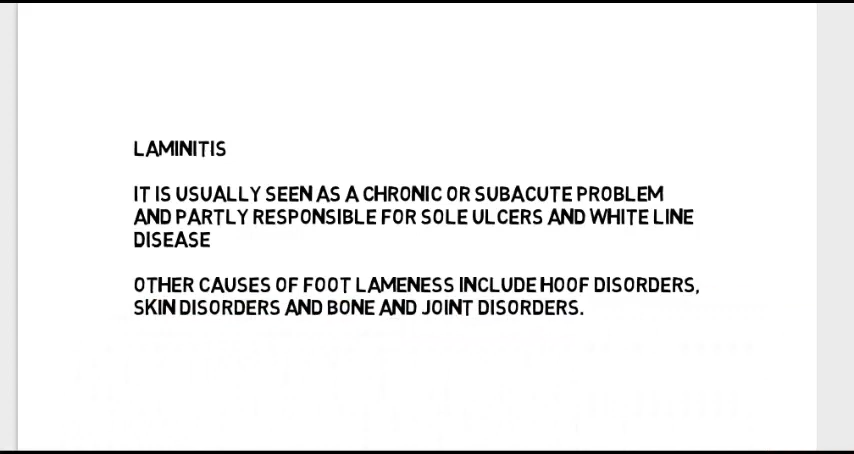 LAMINITIS
IT IS USUALLY SEEN AS A CHRONIC OR SUBACUTE PROBLEM
AND PARTLY RESPONSIBLE FOR SOLE ULCERS AND WHITE LINE
DISEASE
OTHER CAUSES OF FOOT LAMENESS INCLUDE HOOF DISORDERS,
SKIN DISORDERS AND BONE AND JOINT DISORDERS.